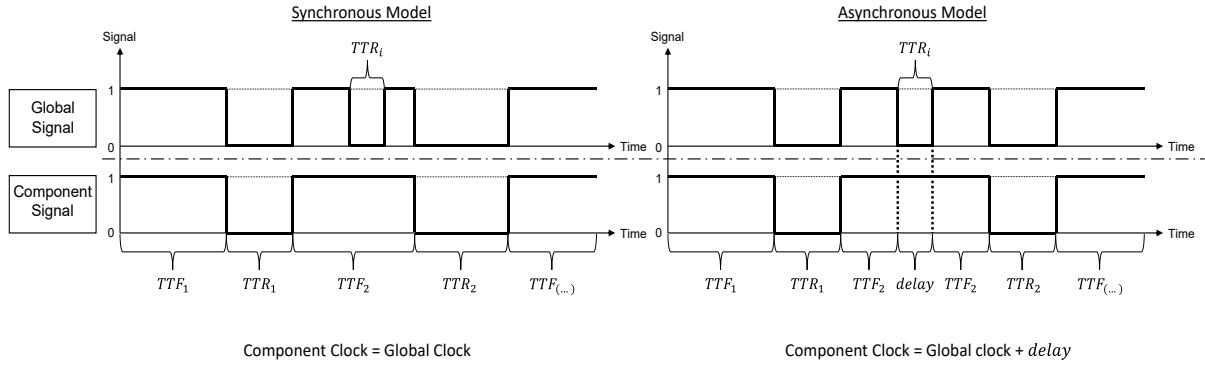 Synchronous Model
Asynchronous Model
Signal
TTR_i
Signal
TTR_i
Global
Signal
1
0
Time
1
0
Time
Component
Signal
1
0
Time
1
0
Time
TTF_1
TTR_1
TTF_2
TTR_2
TTF_(...)
TTF_1
TTR_1
TTF_2
delay
TTF_2
TTR_2
TTF_(...)
Component Clock = Global Clock
Component Clock = Global clock + delay